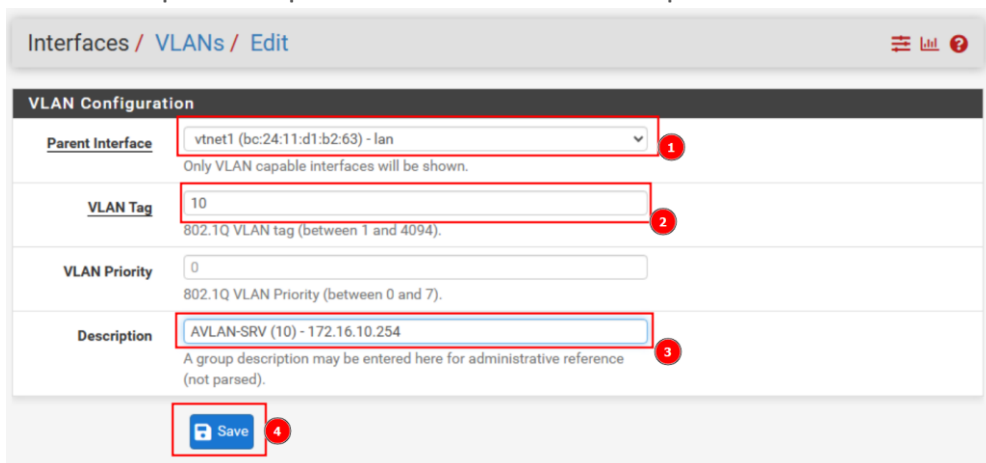 Interfaces / VLANs / Edit
VLAN Configuration
Parent Interface
vtnet1 (bc:24:11:d1:b2:63) - lan
1
Only VLAN capable interfaces will be shown.
VLAN Tag
10
2
802.1Q VLAN tag (between 1 and 4094).
VLAN Priority
0
802.1Q VLAN Priority (between 0 and 7).
Description
AVLAN-SRV (10) - 172.16.10.254
3
A group description may be entered here for administrative reference
(not parsed).
Save
4